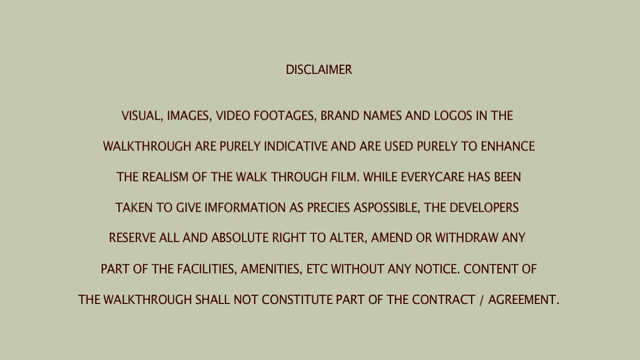 DISCLAIMER
VISUAL, IMAGES, VIDEO FOOTAGES, BRAND NAMES AND LOGOS IN THE
WALKTHROUGH ARE PURELY INDICATIVE AND ARE USED PURELY TO ENHANCE
THE REALISM OF THE WALK THROUGH FILM. WHILE EVERYCARE HAS BEEN
TAKEN TO GIVE IMFORMATION AS PRECIES ASPOSSIBLE, THE DEVELOPERS
RESERVE ALL AND ABSOLUTE RIGHT TO ALTER, AMEND OR WITHDRAW ANY
PART OF THE FACILITIES, AMENITIES, ETC WITHOUT ANY NOTICE. CONTENT OF
THE WALKTHROUGH SHALL NOT CONSTITUTE PART OF THE CONTRACT / AGREEMENT.